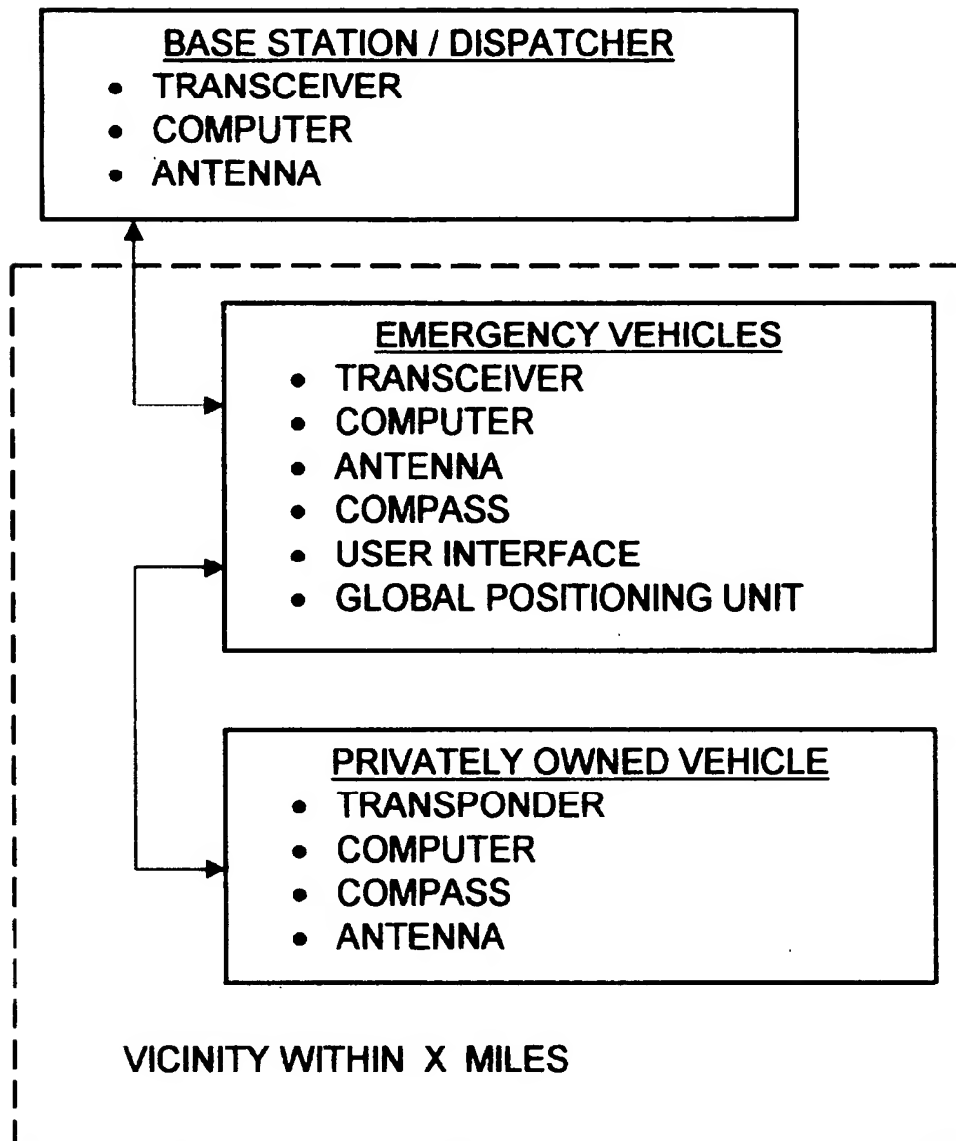 BASE STATION / DISPATCHER
• TRANSCEIVER
• COMPUTER
• ANTENNA
EMERGENCY VEHICLES
• TRANSCEIVER
• COMPUTER
• ANTENNA
• COMPASS
• USER INTERFACE
• GLOBAL POSITIONING UNIT
PRIVATELY OWNED VEHICLE
• TRANSPONDER
• COMPUTER
• COMPASS
• ANTENNA
VICINITY WITHIN X MILES